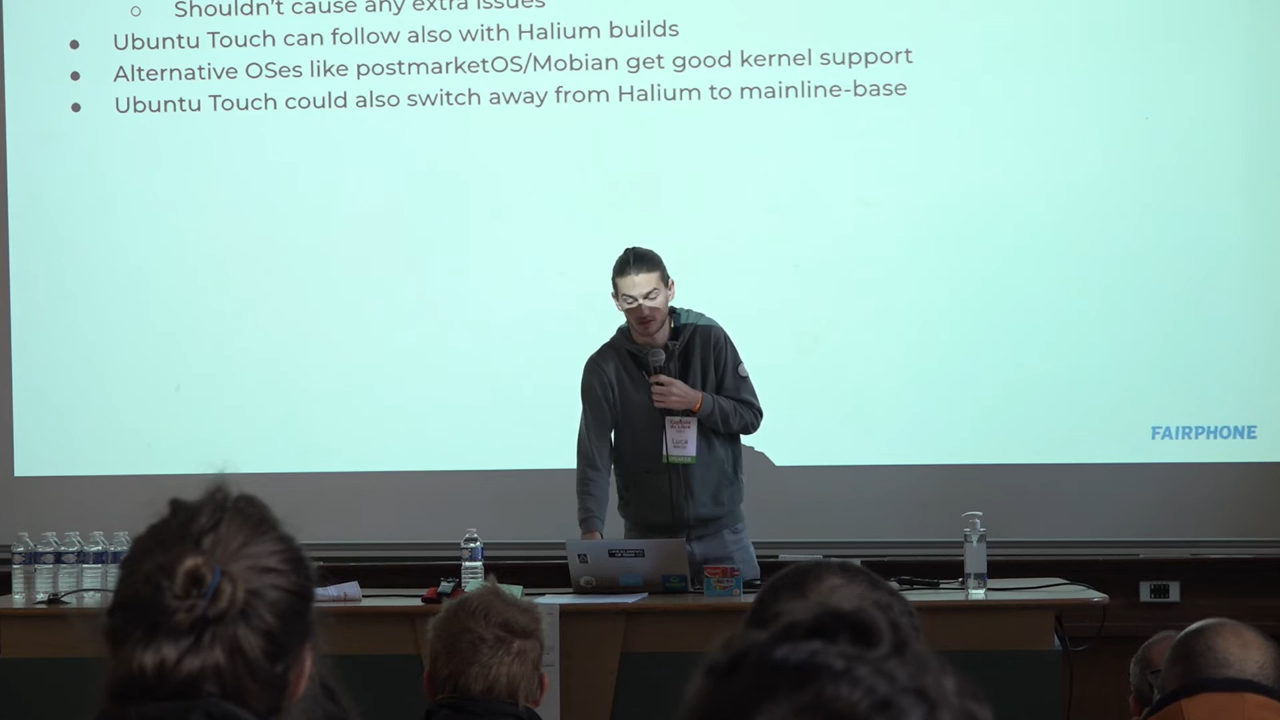 Shouldn't cause any extra issues
Ubuntu Touch can follow also with Halium builds
Alternative OSes like postmarketOS/Mobian get good kernel support
Ubuntu Touch could also switch away from Halium to mainline-base
FAIRPHONE
Luca